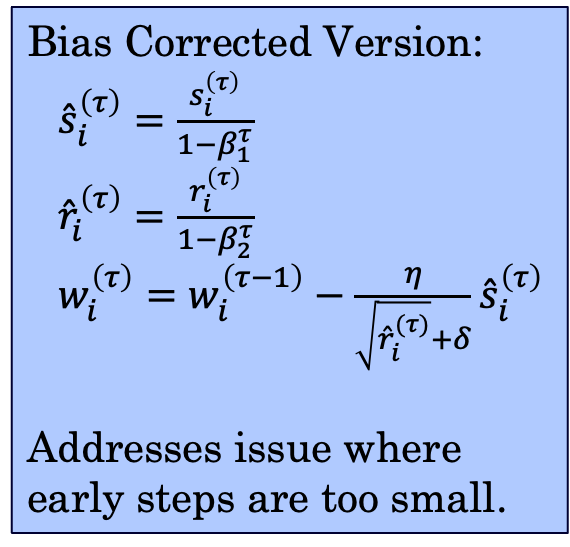 Bias Corrected Version:
ŝ_i^(τ) = s_i^(τ) / (1−β_1^τ)
r̂_i^(τ) = r_i^(τ) / (1−β_2^τ)
w_i^(τ) = w_i^(τ−1) − η / (√(r̂_i^(τ)) +δ) ŝ_i^(τ)
Addresses issue where
early steps are too small.